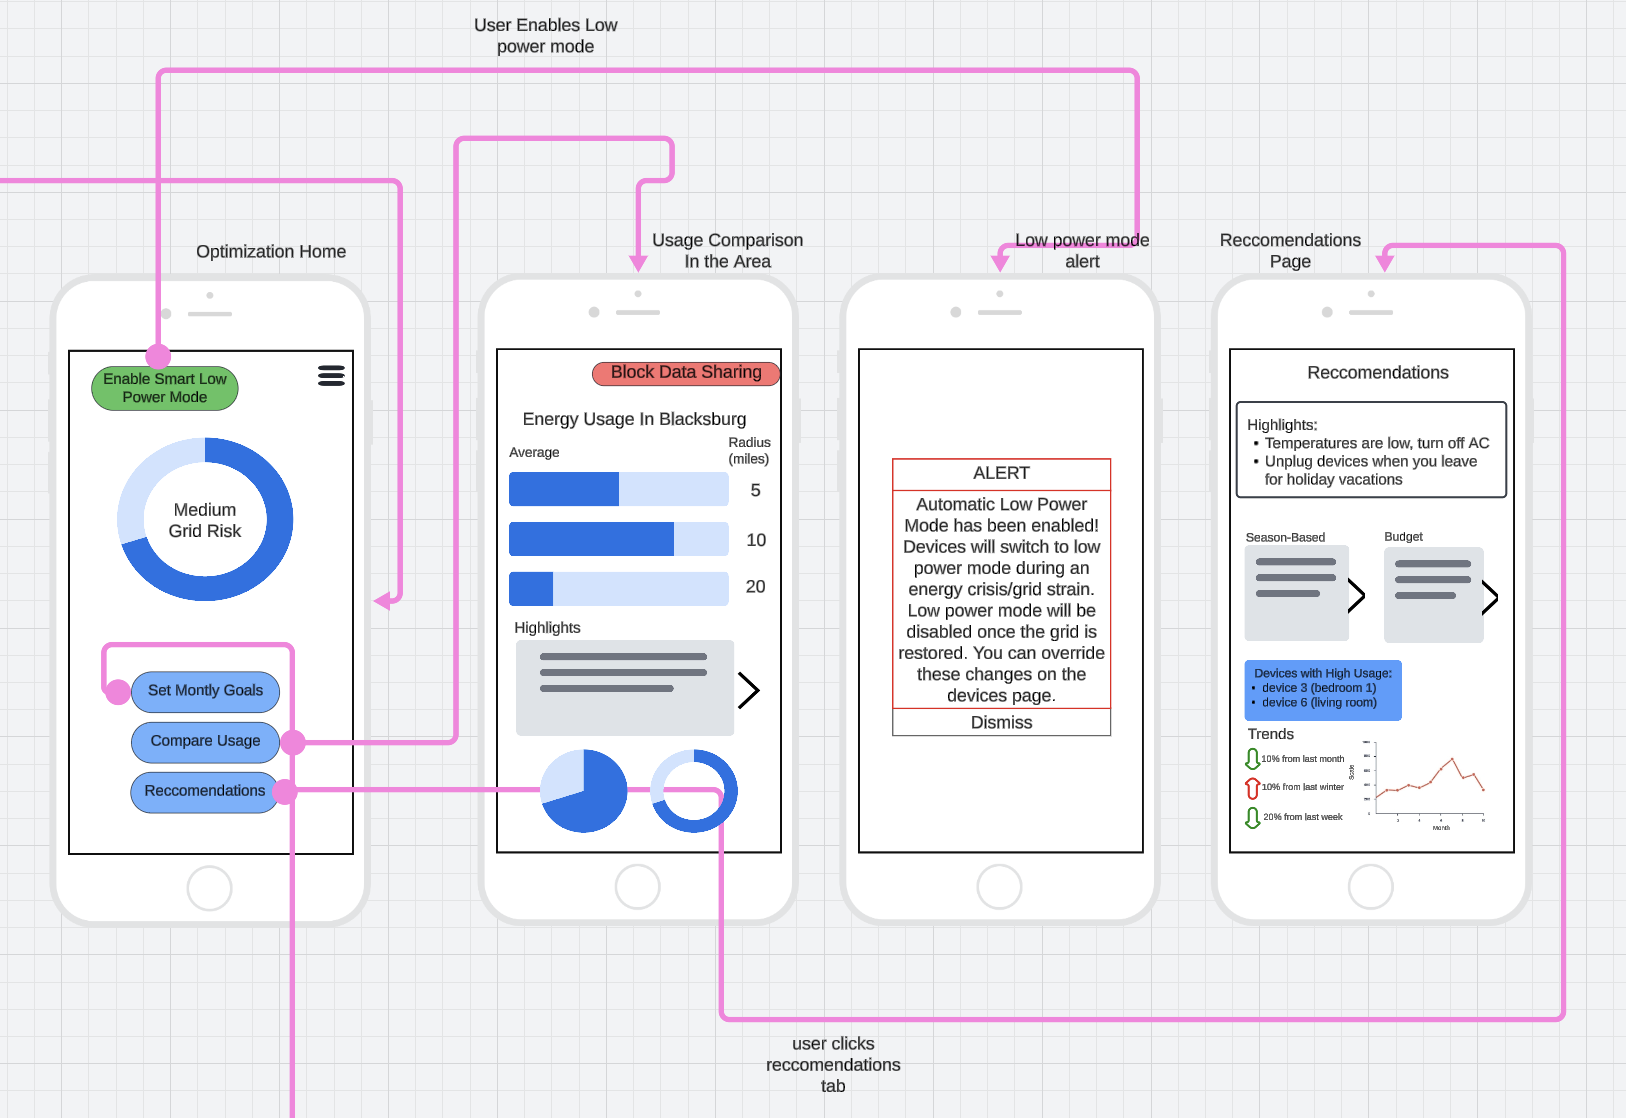 User Enables Low
power mode
Optimization Home
Usage Comparison
In the Area
Low power mode
alert
Reccomendations
Page
Enable Smart Low
Power Mode
Medium
Grid Risk
Set Montly Goals
Compare Usage
Reccomendations
Block Data Sharing
Energy Usage In Blacksburg
Average
Radius
(miles)
5
10
20
Highlights
ALERT
Automatic Low Power
Mode has been enabled!
Devices will switch to low
power mode during an
energy crisis/grid strain.
Low power mode will be
disabled once the grid is
restored. You can override
these changes on the
devices page.
Dismiss
Reccomendations
Highlights:
• Temperatures are low, turn off AC
• Unplug devices when you leave
for holiday vacations
Season-Based
Budget
Devices with High Usage:
• device 3 (bedroom 1)
• device 6 (living room)
Trends
10% from last month
10% from last winter
20% from last week
Month
user clicks
reccomendations
tab